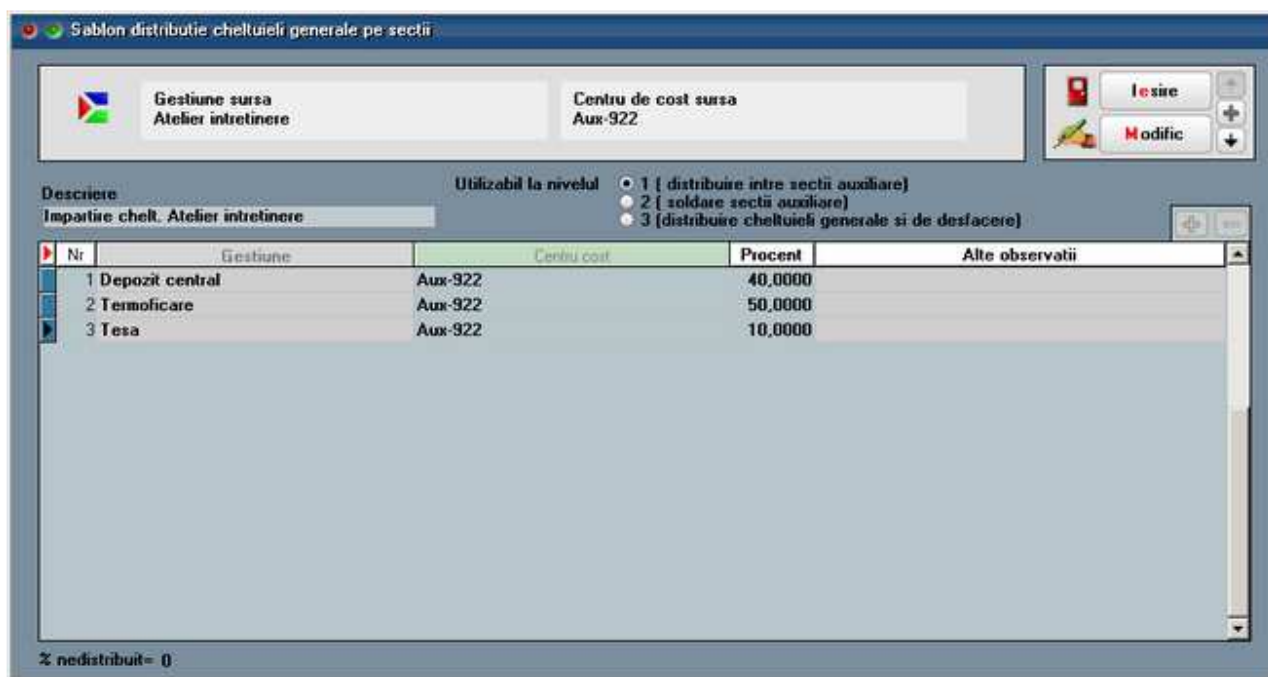 Sablon distributie cheltuieli generale pe sectii
Gestiune sursa
Atelier intretinere
Centru de cost sursa
Aux-922
Iesire
Modific
Descriere
Impartire chelt. Atelier intretinere
Utilizabil la nivelul
1 ( distribuire intre sectii auxiliare)
2 ( soldare sectii auxiliare)
3 (distribuire cheltuieli generale si de desfacere)
Nr Gestiune Centru cost Procent Alte observatii
1 Depozit central Aux-922 40,0000
2 Termoficare Aux-922 50,0000
3 Tesa Aux-922 10,0000
% nedistribuit= 0